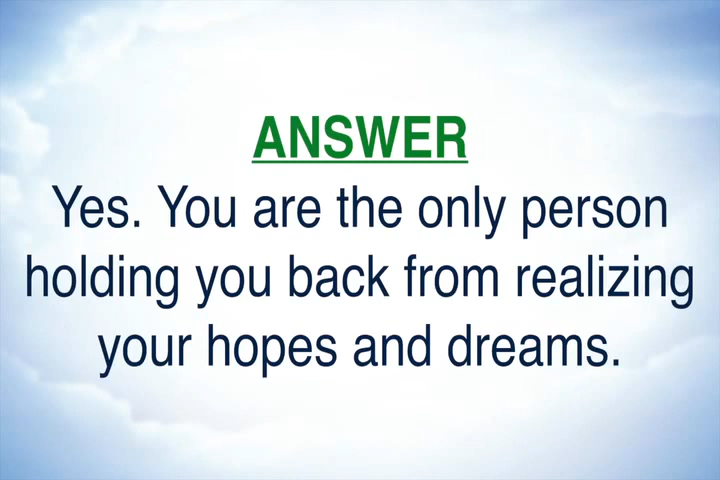 ANSWER
Yes. You are the only person
holding you back from realizing
your hopes and dreams.